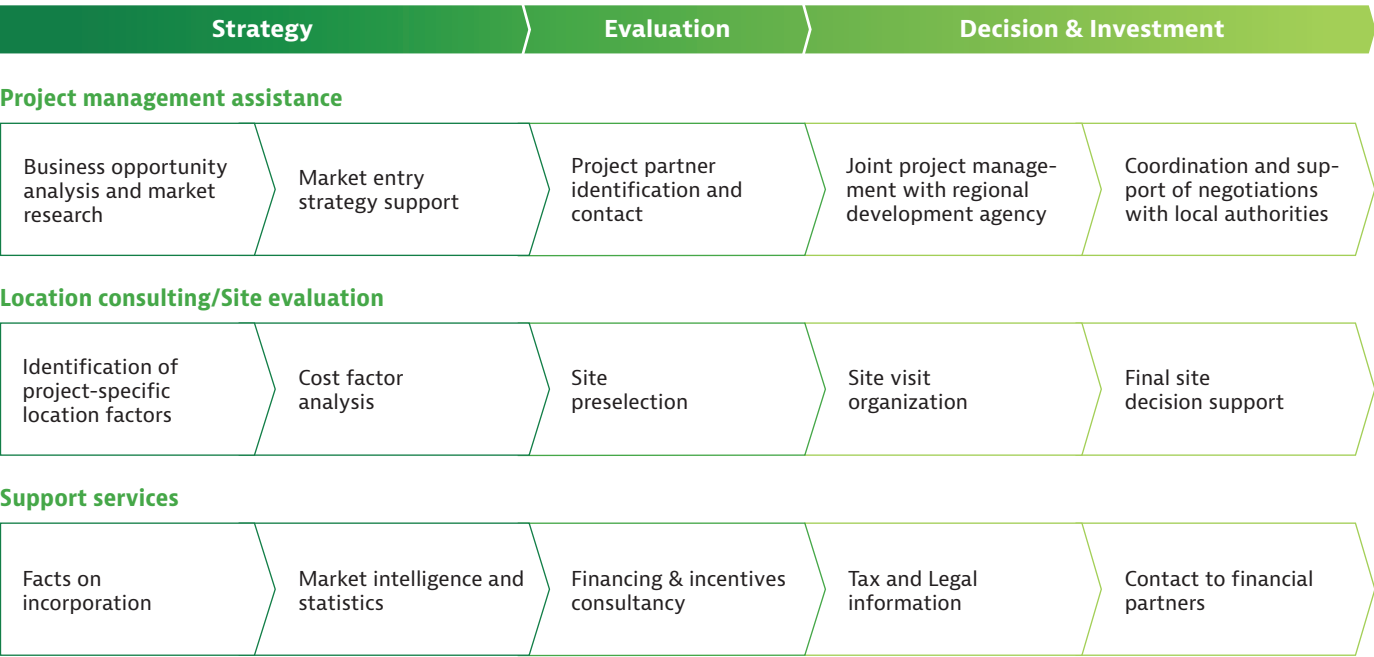 Strategy
Evaluation
Decision & Investment
Project management assistance
Business opportunity
analysis and market
research
Market entry
strategy support
Project partner
identification and
contact
Joint project manage-
ment with regional
development agency
Coordination and sup-
port of negotiations
with local authorities
Location consulting/Site evaluation
Identification of
project-specific
location factors
Cost factor
analysis
Site
preselection
Site visit
organization
Final site
decision support
Support services
Facts on
incorporation
Market intelligence and
statistics
Financing & incentives
consultancy
Tax and Legal
information
Contact to financial
partners